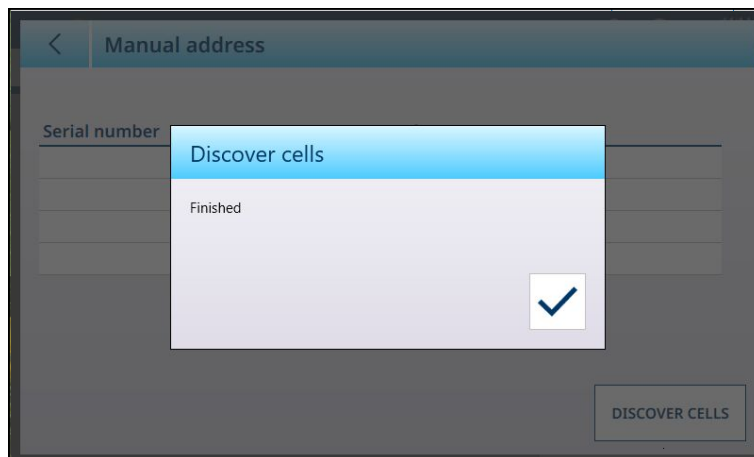 Manual address
Serial number
Discover cells
Finished
DISCOVER CELLS